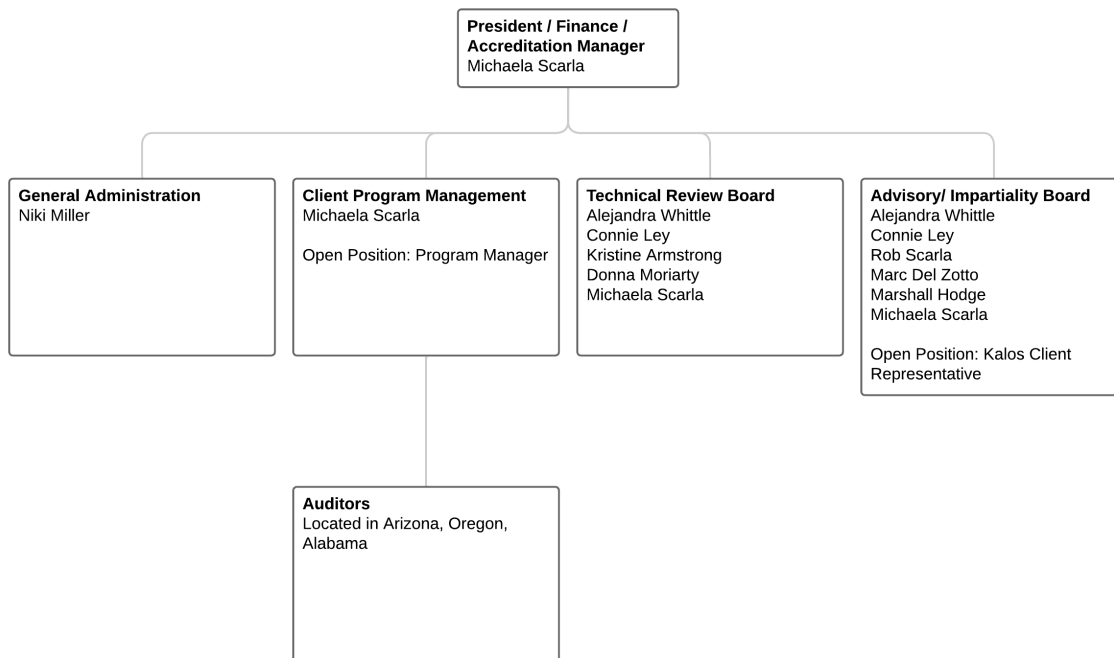 President / Finance /
Accreditation Manager
Michaela Scarla
General Administration
Niki Miller
Client Program Management
Michaela Scarla
Open Position: Program Manager
Technical Review Board
Alejandra Whittle
Connie Ley
Kristine Armstrong
Donna Moriarty
Michaela Scarla
Advisory/ Impartiality Board
Alejandra Whittle
Connie Ley
Rob Scarla
Marc Del Zotto
Marshall Hodge
Michaela Scarla
Open Position: Kalos Client
Representative
Auditors
Located in Arizona, Oregon,
Alabama